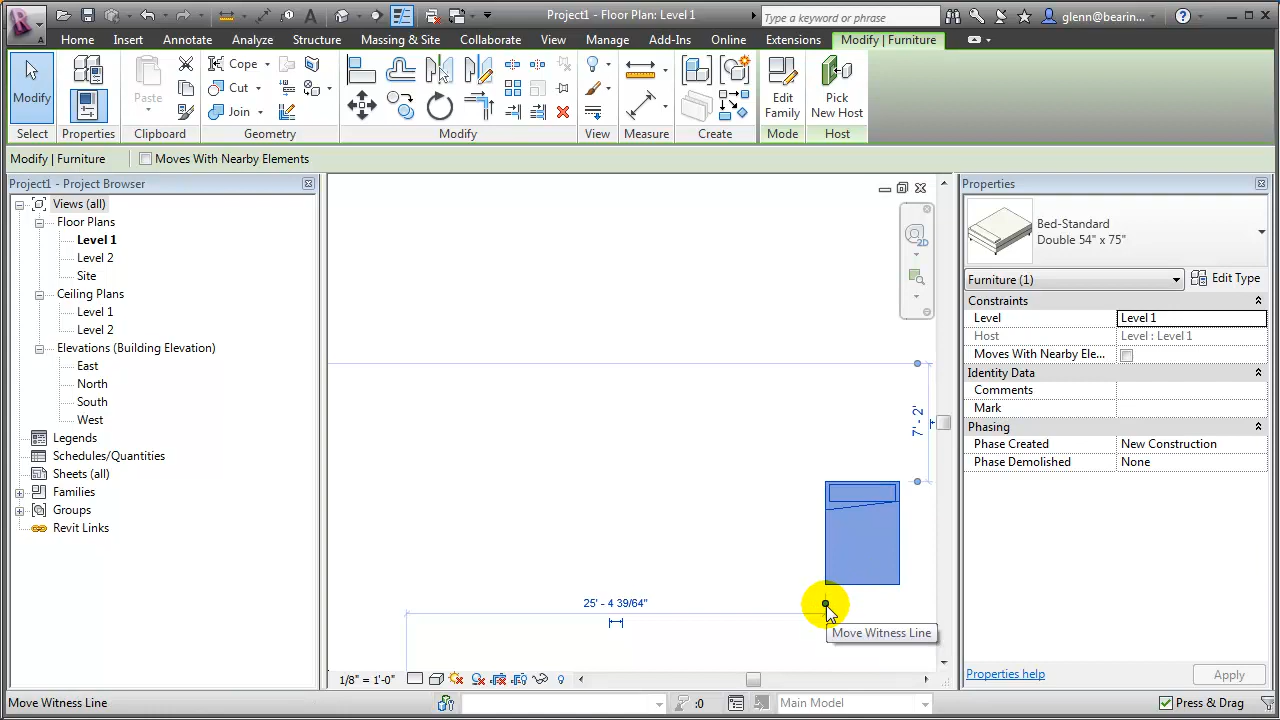 Project1 - Floor Plan: Level 1
Type a keyword or phrase
glenn@bearin...
Home Insert Annotate Analyze Structure Massing & Site Collaborate View Manage Add-Ins Online Extensions Modify | Furniture
Modify
Paste
Cope
Cut
Join
Edit Family
Pick New Host
Select Properties Clipboard Geometry Modify View Measure Create Mode Host
Modify | Furniture Moves With Nearby Elements
Project1 - Project Browser
Views (all)
Floor Plans
Level 1
Level 2
Site
Ceiling Plans
Level 1
Level 2
Elevations (Building Elevation)
East
North
South
West
Legends
Schedules/Quantities
Sheets (all)
Families
Groups
Revit Links
2D
7' - 2'
25' - 4 39/64"
Move Witness Line
1/8" = 1'-0"
Properties
Bed-Standard
Double 54" x 75"
Furniture (1) Edit Type
Constraints
Level Level 1
Host Level : Level 1
Moves With Nearby Ele...
Identity Data
Comments
Mark
Phasing
Phase Created New Construction
Phase Demolished None
Properties help Apply
Move Witness Line :0 Main Model Press & Drag